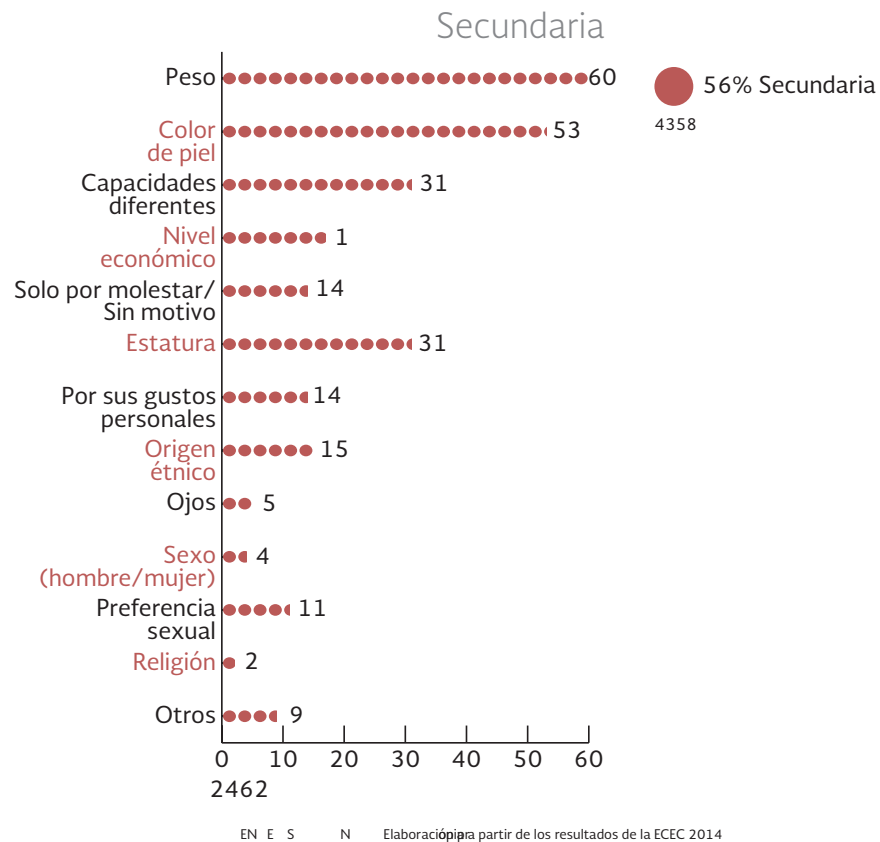 Secundaria
Peso 60
56% Secundaria
4358
Color
de piel 53
Capacidades
diferentes 31
Nivel
económico 1
Solo por molestar/
Sin motivo 14
Estatura 31
Por sus gustos
personales 14
Origen
étnico 15
Ojos 5
Sexo
(hombre/mujer) 4
Preferencia
sexual 11
Religión 2
Otros 9
0 10 20 30 40 50 60
2462
EN E S N Elaboración a partir de los resultados de la ECEC 2014